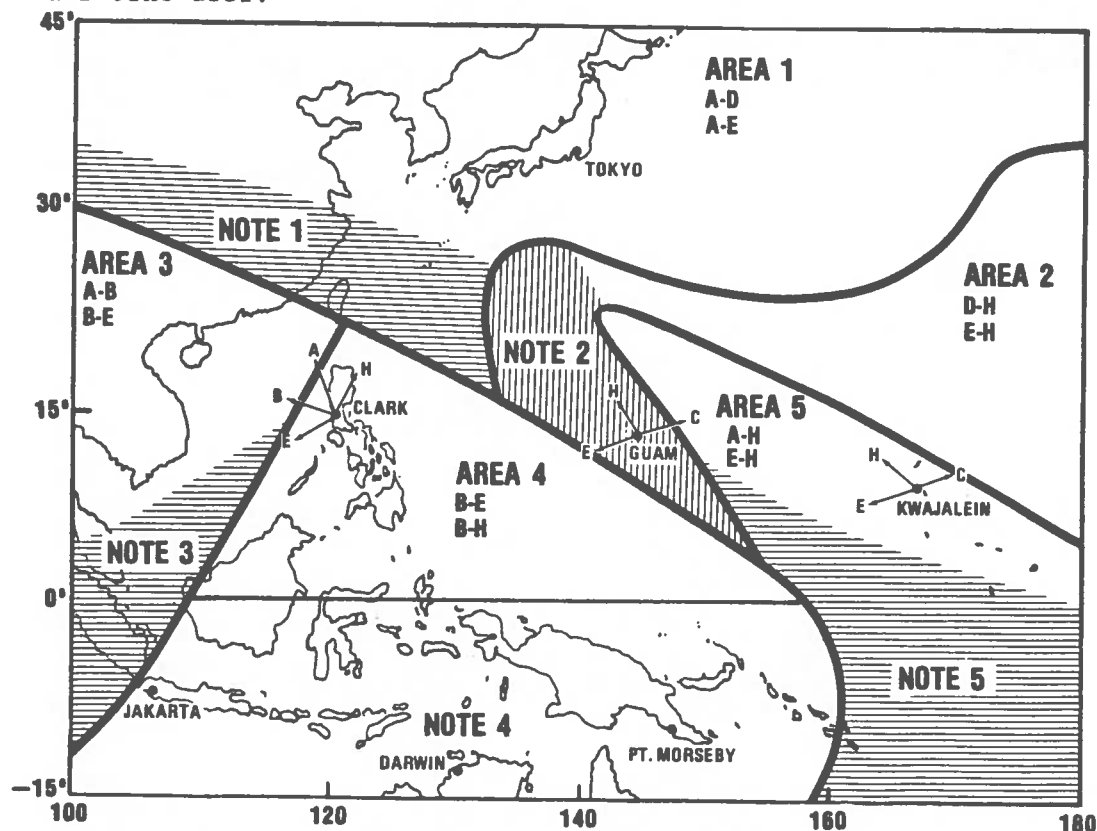 45°
AREA 1
A-D
A-E
TOKYO
30°
NOTE 1
AREA 3
A-B
B-E
AREA 2
D-H
E-H
NOTE 2
A
H
B
CLARK
E
15°
H
C
E
GUAM
AREA 5
A-H
E-H
H
C
E
KWAJALEIN
AREA 4
B-E
B-H
NOTE 3
0°
NOTE 5
JAKARTA
NOTE 4
DARWIN
PT. MORSEBY
-15°
100
120
140
160
180